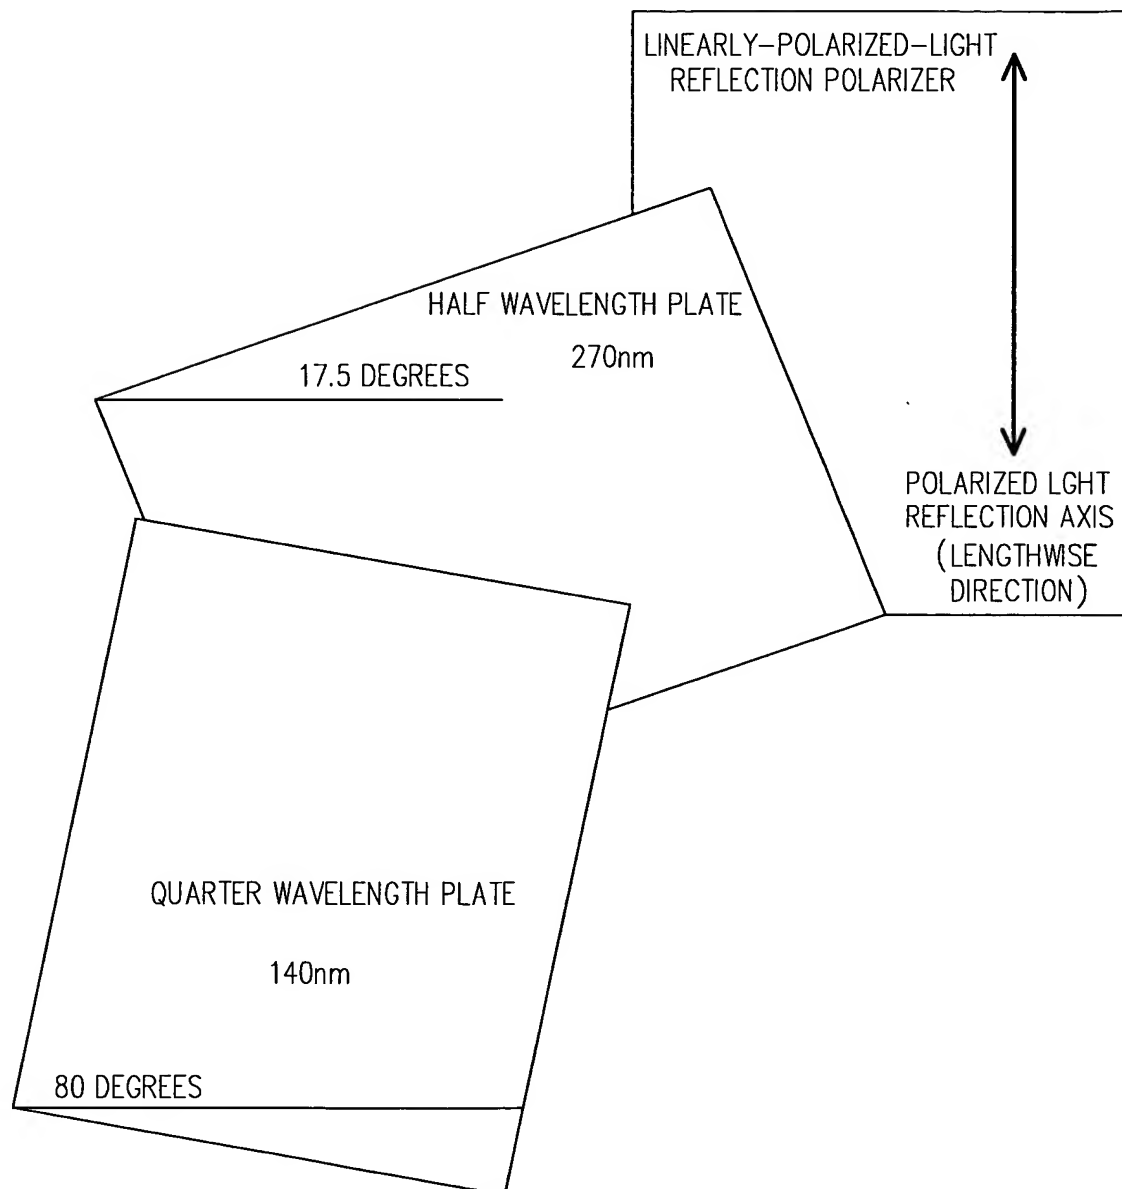 LINEARLY-POLARIZED-LIGHT
REFLECTION POLARIZER
HALF WAVELENGTH PLATE
270nm
17.5 DEGREES
POLARIZED LGHT
REFLECTION AXIS
(LENGTHWISE
DIRECTION)
QUARTER WAVELENGTH PLATE
140nm
80 DEGREES